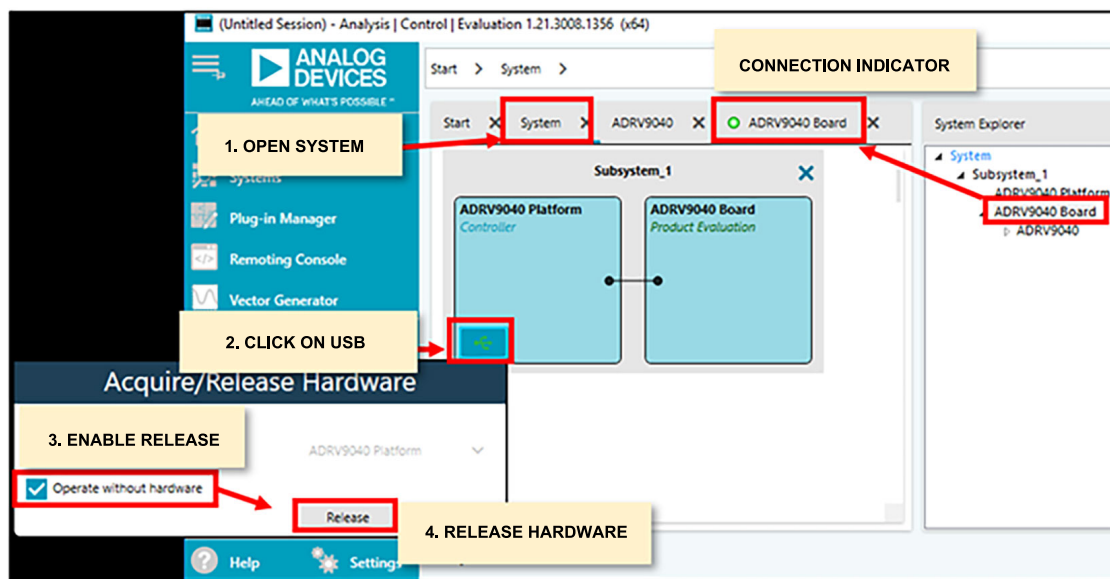 (Untitled Session) - Analysis | Control | Evaluation 1.21.3008.1356 (x64)
ANALOG
DEVICES
AHEAD OF WHAT'S POSSIBLE™
Start > System >
CONNECTION INDICATOR
Start X System X ADRV9040 X ADRV9040 Board X
System Explorer
1. OPEN SYSTEM
Systems
Plug-in Manager
Remoting Console
Vector Generator
Subsystem_1
ADRV9040 Platform
Controller
ADRV9040 Board
Product Evaluation
System
Subsystem_1
ADRV9040 Platform
ADRV9040 Board
ADRV9040
2. CLICK ON USB
Acquire/Release Hardware
3. ENABLE RELEASE
ADRV9040 Platform
Operate without hardware
Release
4. RELEASE HARDWARE
Help
Settings